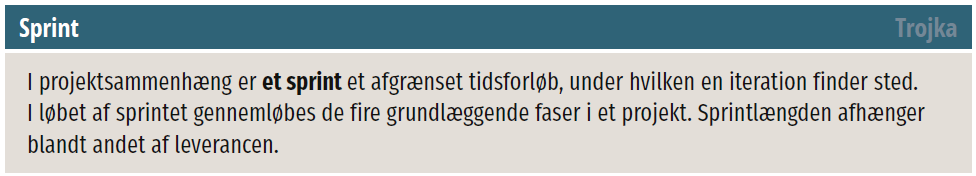 Sprint
Trojka
I projektsammenhæng er et sprint et afgrænset tidsforløb, under hvilken en iteration finder sted.
I løbet af sprintet gennemløbes de fire grundlæggende faser i et projekt. Sprintlængden afhænger
blandt andet af leverancen.